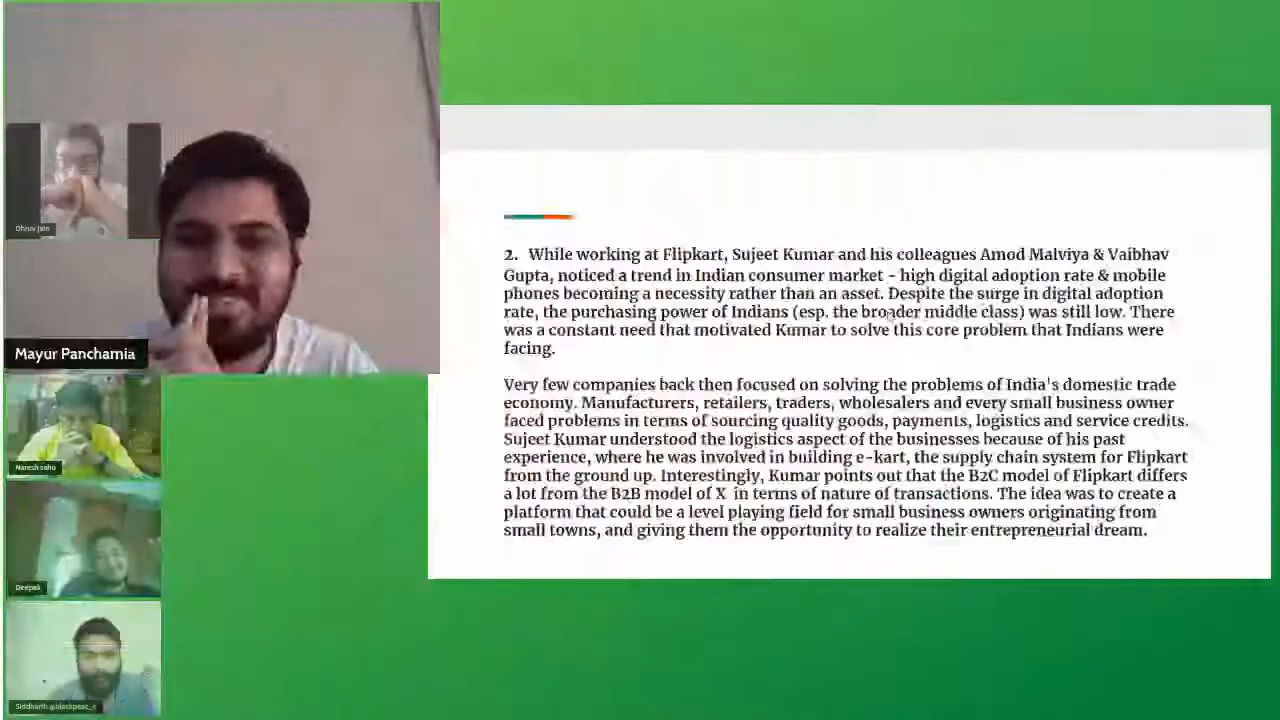 Dhruv Jain
Mayur Panchamia
Naresh sahu
Deepak
Siddharth @blackpeac_e
2. While working at Flipkart, Sujeet Kumar and his colleagues Amod Malviya & Vaibhav
Gupta, noticed a trend in Indian consumer market - high digital adoption rate & mobile
phones becoming a necessity rather than an asset. Despite the surge in digital adoption
rate, the purchasing power of Indians (esp. the broader middle class) was still low. There
was a constant need that motivated Kumar to solve this core problem that Indians were
facing.
Very few companies back then focused on solving the problems of India's domestic trade
economy. Manufacturers, retailers, traders, wholesalers and every small business owner
faced problems in terms of sourcing quality goods, payments, logistics and service credits.
Sujeet Kumar understood the logistics aspect of the businesses because of his past
experience, where he was involved in building e-kart, the supply chain system for Flipkart
from the ground up. Interestingly, Kumar points out that the B2C model of Flipkart differs
a lot from the B2B model of X in terms of nature of transactions. The idea was to create a
platform that could be a level playing field for small business owners originating from
small towns, and giving them the opportunity to realize their entrepreneurial dream.